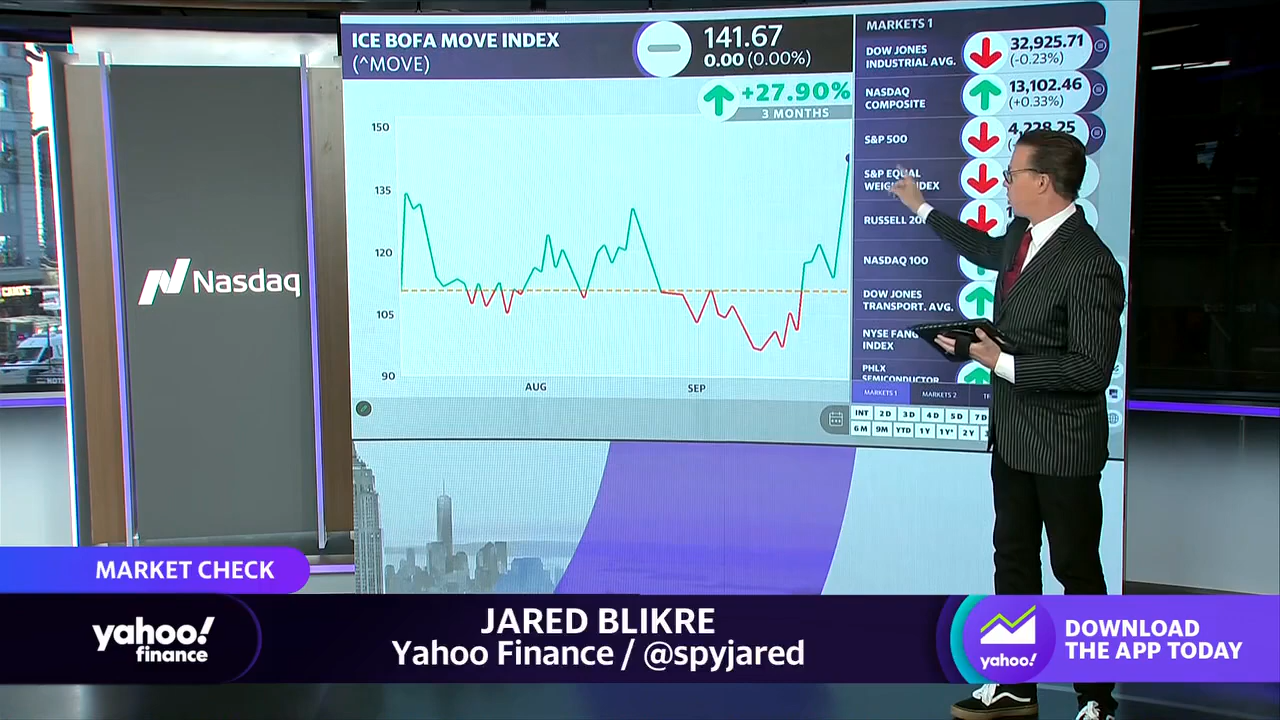 ICE BOFA MOVE INDEX
(^MOVE)
141.67
0.00 (0.00%)
+27.90%
3 MONTHS
150
135
120
105
90
AUG
SEP
MARKETS 1
DOW JONES
INDUSTRIAL AVG.
32,925.71
(-0.23%)
NASDAQ
COMPOSITE
13,102.46
(+0.33%)
S&P 500
4,228.25
S&P EQUAL
WEIGHT INDEX
RUSSELL
NASDAQ 100
DOW JONES
TRANSPORT. AVG.
NYSE
INDEX
PHLX
SEMICONDUCTOR
MARKETS 1
MARKETS 2
INT 2D 3D 4D 5D 7D
6M 9M YTD 1Y 1Y* 2Y
Nasdaq
MARKET CHECK
yahoo!
finance
JARED BLIKRE
Yahoo Finance / @spyjared
yahoo!
DOWNLOAD
THE APP TODAY